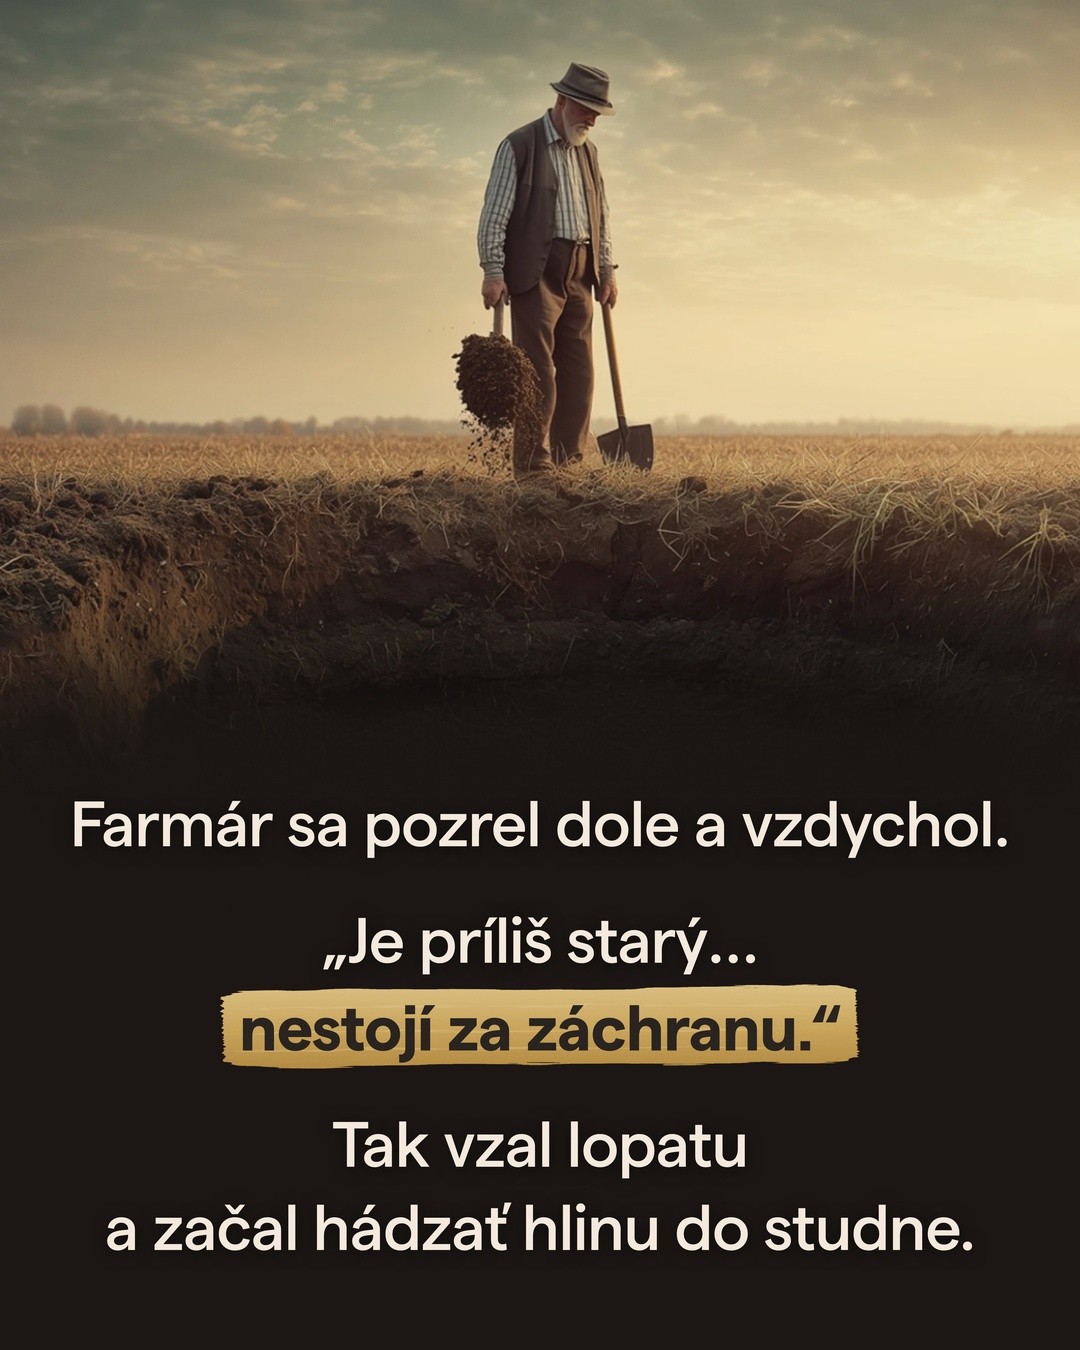 Farmár sa pozrel dole a vzdychol.
„Je príliš starý...
nestojí za záchranu.“
Tak vzal lopatu
a začal hádzať hlinu do studne.